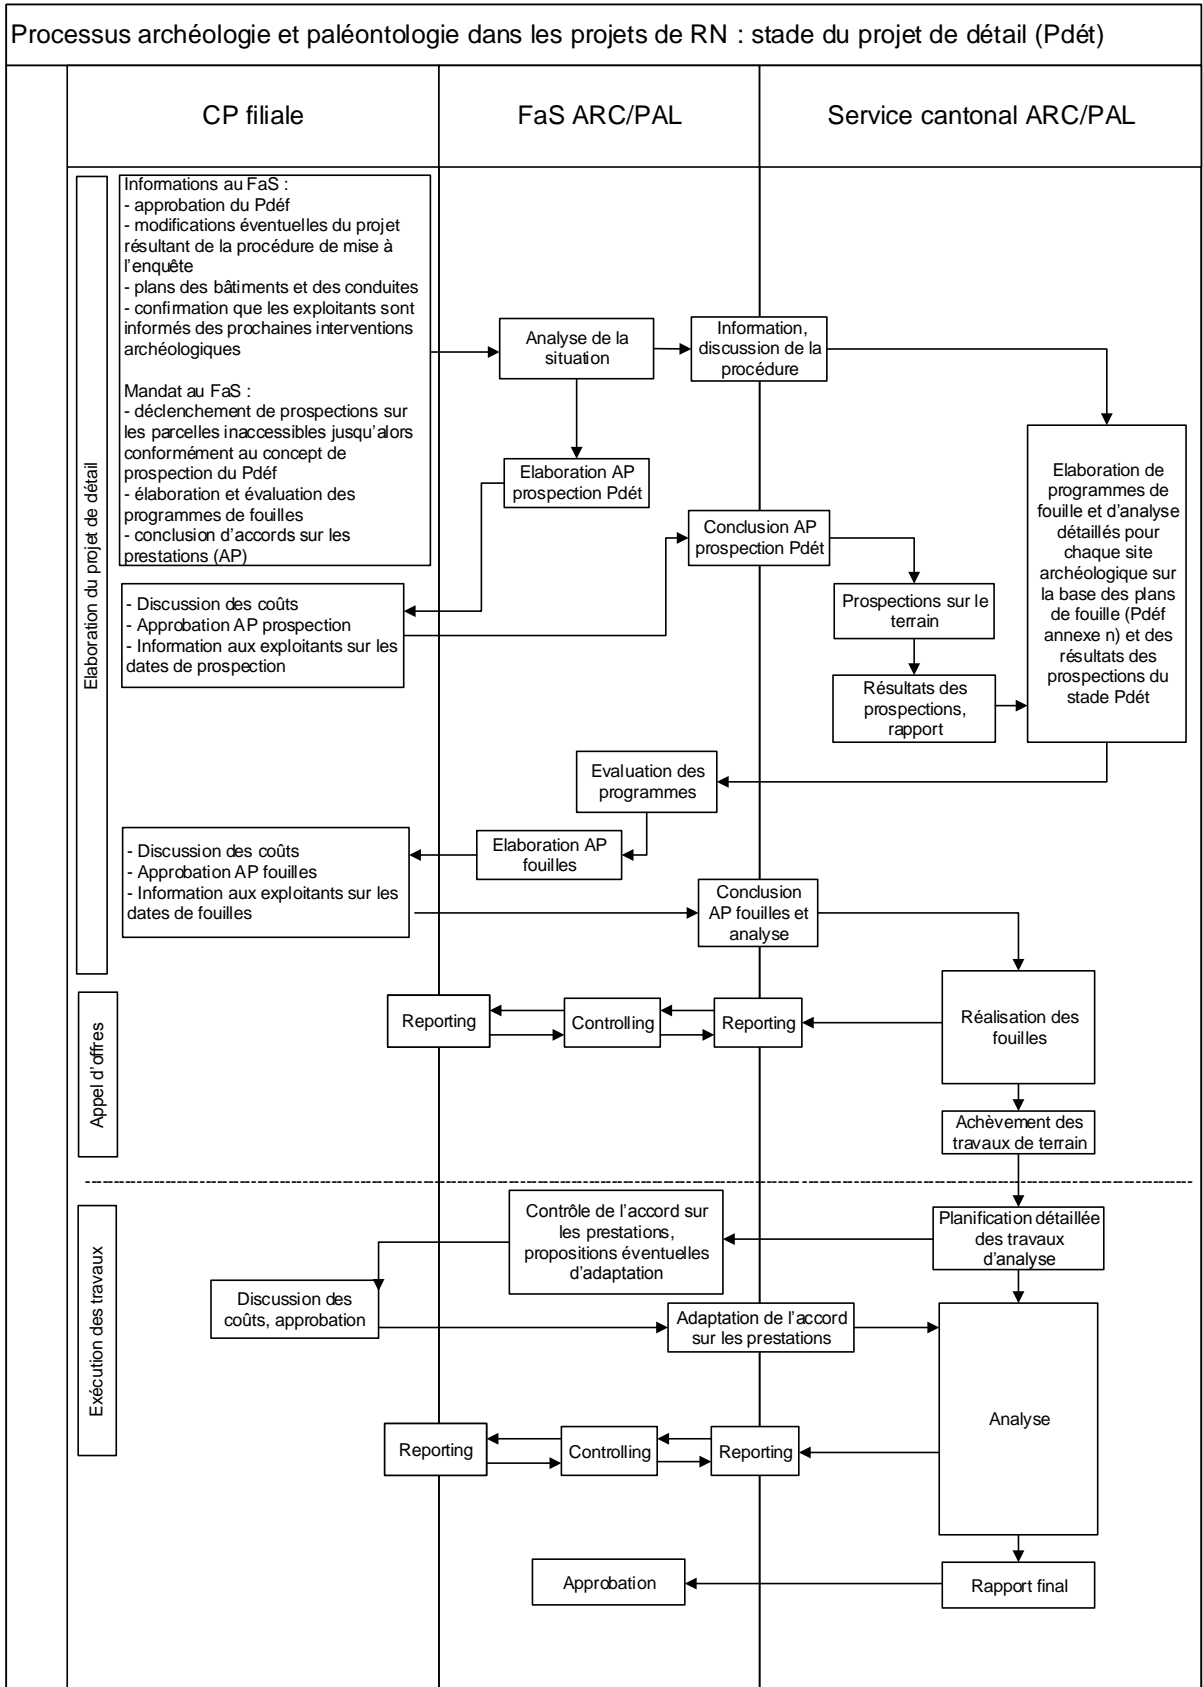 Processus archéologie et paléontologie dans les projets de RN : stade du projet de détail (Pdét)
CP filiale
FaS ARC/PAL
Service cantonal ARC/PAL
Elaboration du projet de détail
Informations au FaS :
- approbation du Pdéf
- modifications éventuelles du projet
résultant de la procédure de mise à
l'enquête
- plans des bâtiments et des conduites
- confirmation que les exploitants sont
informés des prochaines interventions
archéologiques
Mandat au FaS :
- déclenchement de prospections sur
les parcelles inaccessibles jusqu'alors
conformément au concept de
prospection du Pdéf
- élaboration et évaluation des
programmes de fouilles
- conclusion d'accords sur les
prestations (AP)
Analyse de la
situation
Information,
discussion de la
procédure
Elaboration AP
prospection Pdét
Conclusion AP
prospection Pdét
Elaboration de
programmes de
fouille et d'analyse
détaillés pour
chaque site
archéologique sur
la base des plans
de fouille (Pdéf
annexe n) et des
résultats des
prospections du
stade Pdét
- Discussion des coûts
- Approbation AP prospection
- Information aux exploitants sur les
dates de prospection
Prospections sur le
terrain
Résultats des
prospections,
rapport
Evaluation des
programmes
Elaboration AP
fouilles
- Discussion des coûts
- Approbation AP fouilles
- Information aux exploitants sur les
dates de fouilles
Conclusion
AP fouilles et
analyse
Appel d'offres
Reporting
Controlling
Reporting
Réalisation des
fouilles
Achèvement des
travaux de terrain
Exécution des travaux
Contrôle de l'accord sur
les prestations,
propositions éventuelles
d'adaptation
Planification détaillée
des travaux
d'analyse
Discussion des
coûts, approbation
Adaptation de l'accord
sur les prestations
Analyse
Reporting
Controlling
Reporting
Approbation
Rapport final